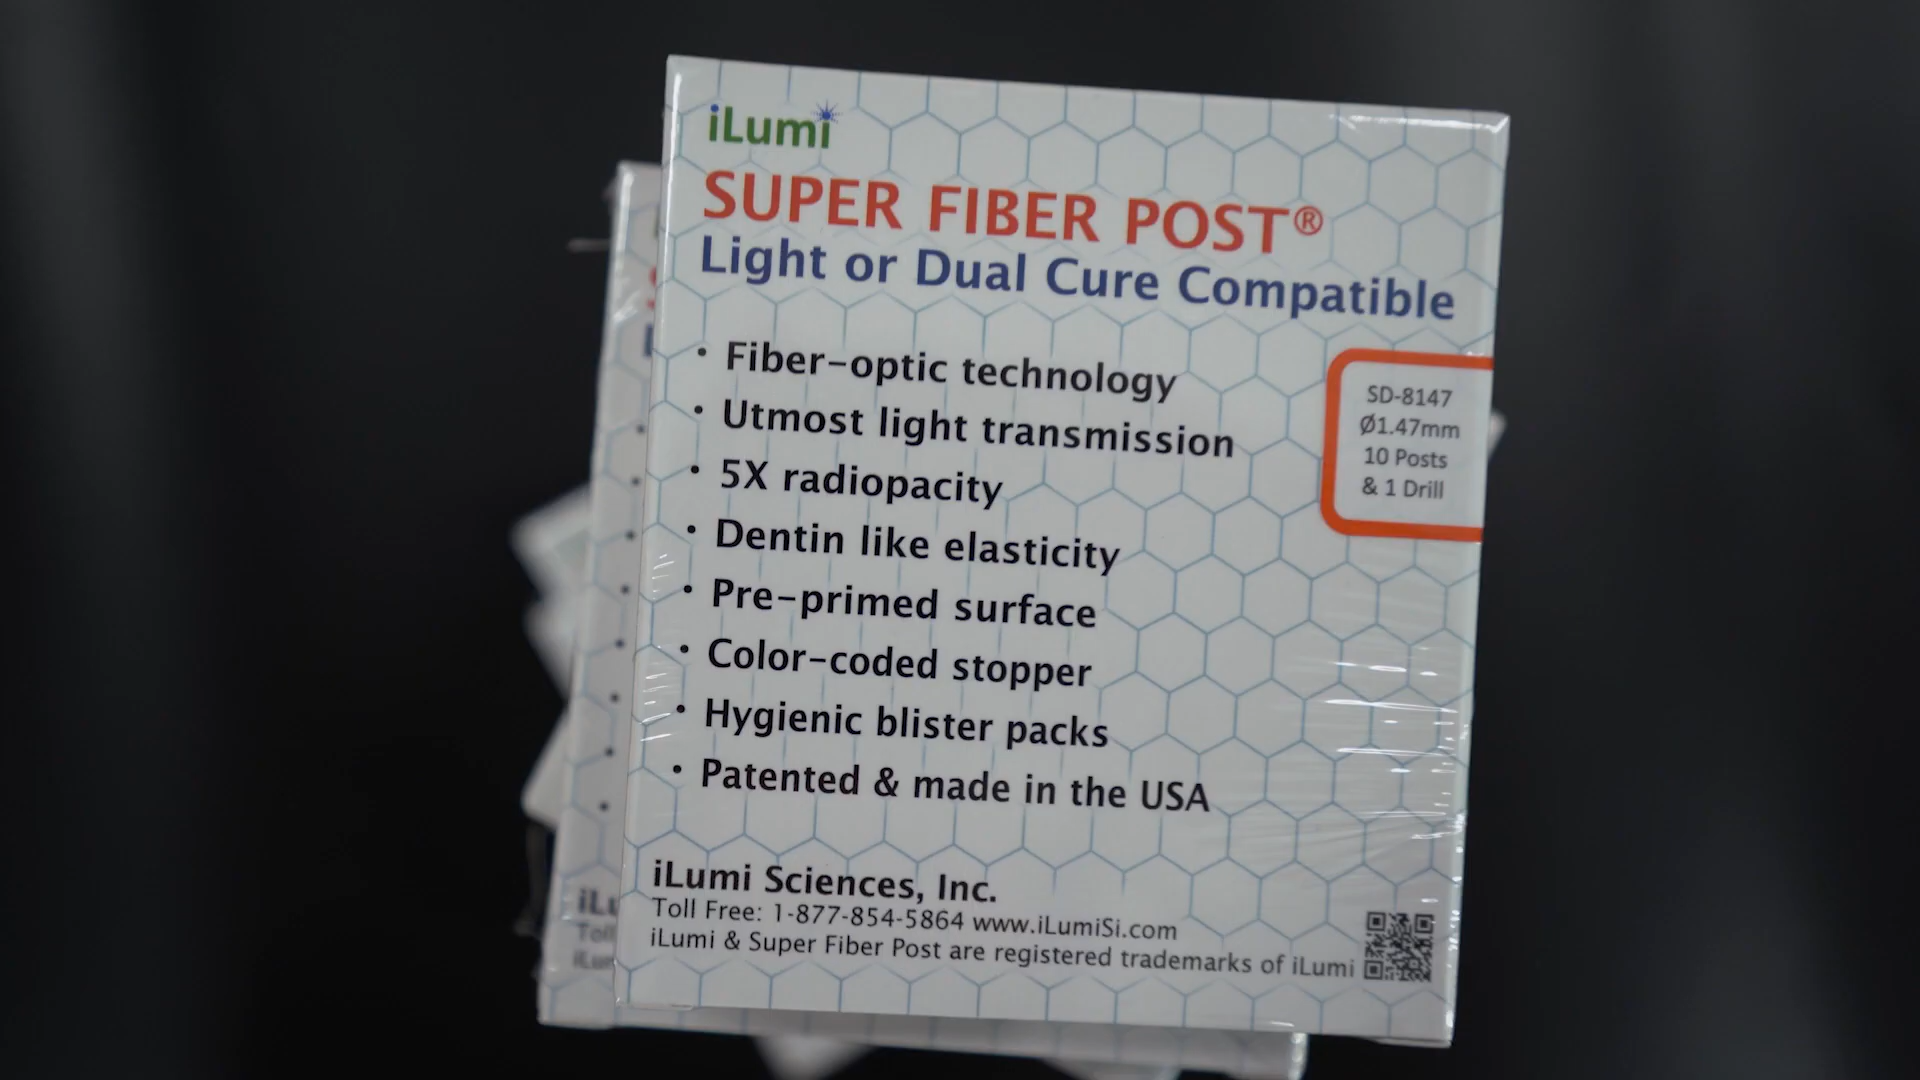 iLumi
SUPER FIBER POST®
Light or Dual Cure Compatible
• Fiber-optic technology
• Utmost light transmission
• 5X radiopacity
• Dentin like elasticity
• Pre-primed surface
• Color-coded stopper
• Hygienic blister packs
• Patented & made in the USA
SD-8147
Ø1.47mm
10 Posts
& 1 Drill
iLumi Sciences, Inc.
Toll Free: 1-877-854-5864 www.iLumiSi.com
iLumi & Super Fiber Post are registered trademarks of iLumi